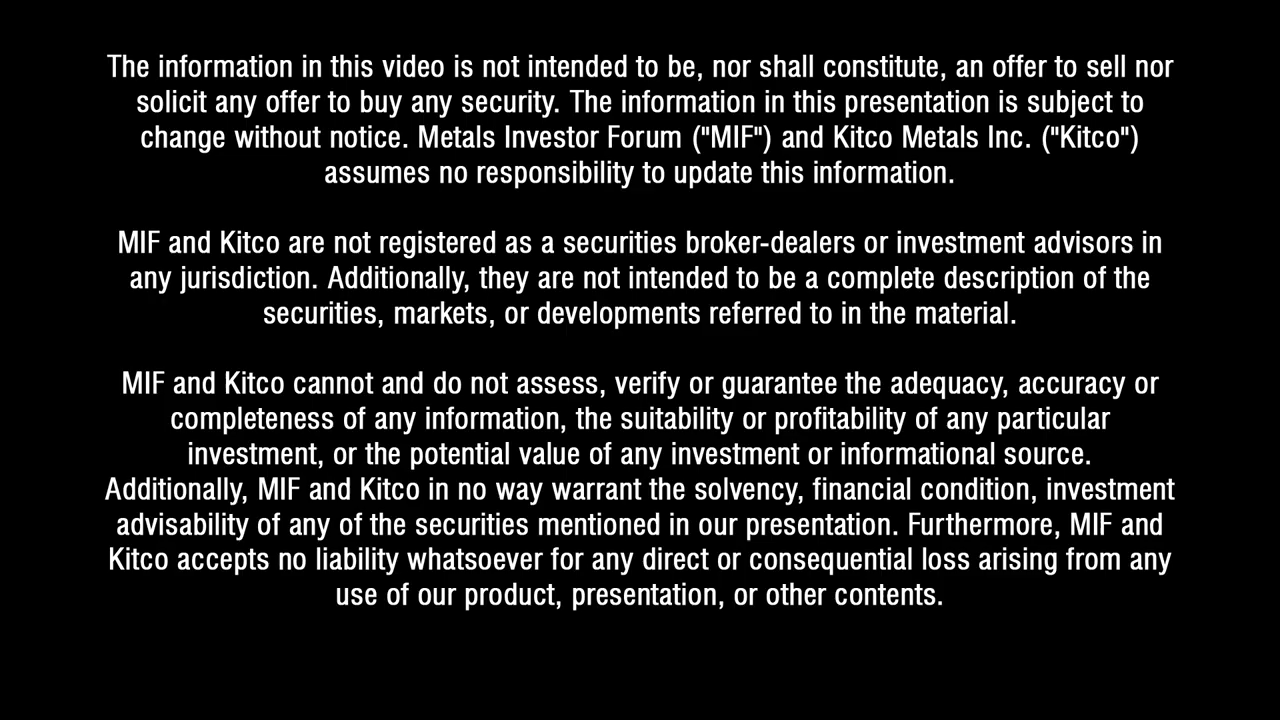 The information in this video is not intended to be, nor shall constitute, an offer to sell nor
solicit any offer to buy any security. The information in this presentation is subject to
change without notice. Metals Investor Forum ("MIF") and Kitco Metals Inc. ("Kitco")
assumes no responsibility to update this information.
MIF and Kitco are not registered as a securities broker-dealers or investment advisors in
any jurisdiction. Additionally, they are not intended to be a complete description of the
securities, markets, or developments referred to in the material.
MIF and Kitco cannot and do not assess, verify or guarantee the adequacy, accuracy or
completeness of any information, the suitability or profitability of any particular
investment, or the potential value of any investment or informational source.
Additionally, MIF and Kitco in no way warrant the solvency, financial condition, investment
advisability of any of the securities mentioned in our presentation. Furthermore, MIF and
Kitco accepts no liability whatsoever for any direct or consequential loss arising from any
use of our product, presentation, or other contents.